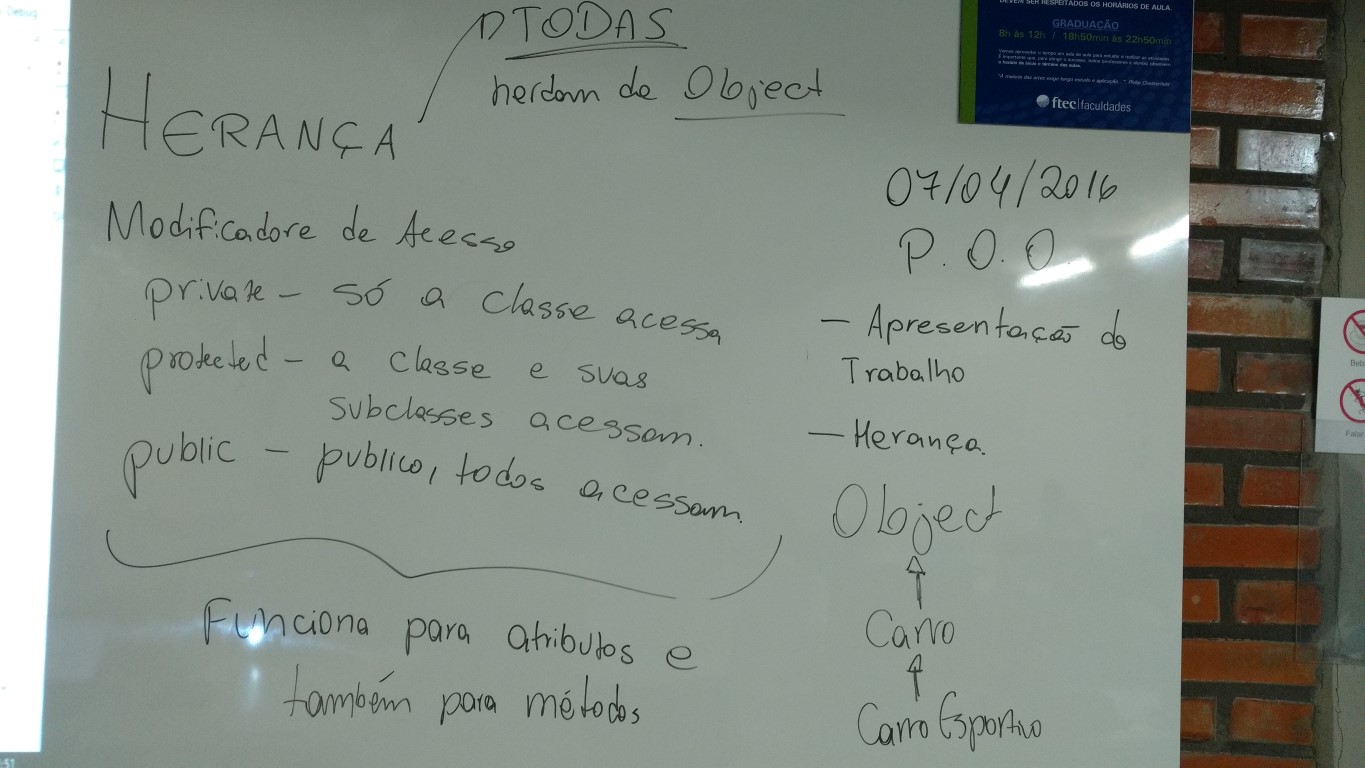 Debug
TODAS
herdam de Object
HERANÇA
Modificadore de Acesso
private – só a classe acessa
protected – a classe e suas
subclasses acessam.
public – publico, todos acessam.
Funciona para atributos e
também para métodos
DEVEM SER RESPEITADOS OS HORÁRIOS DE AULA.
GRADUAÇÃO
8h às 12h / 18h50min às 22h50min
ftec|faculdades
07/04/2016
P.O.O.
– Apresentação do
Trabalho
– Herança.
Object
Carro
Carro Esportivo
Beb
Falar
:51